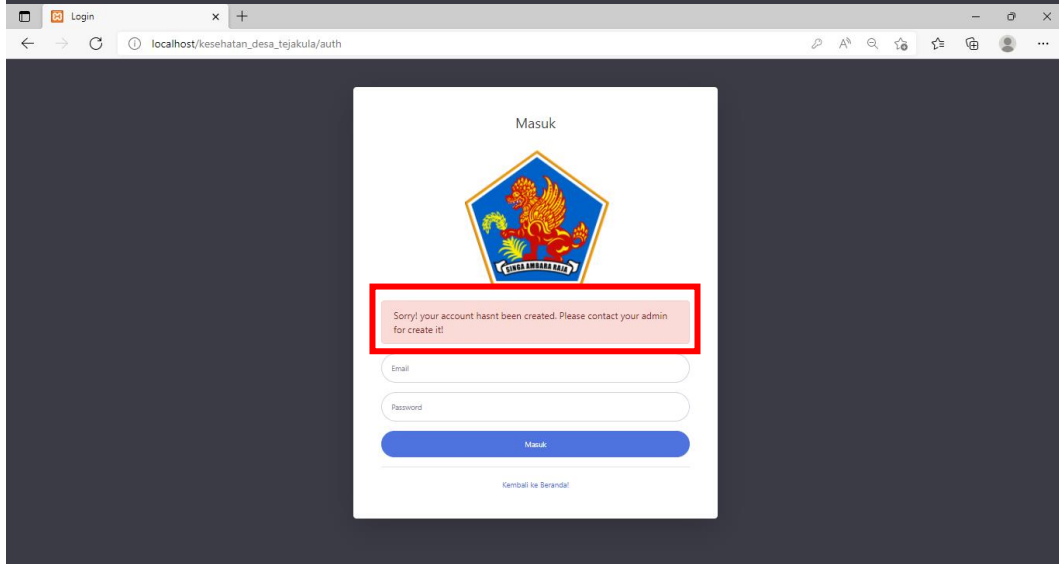 Login
localhost/kesehatan_desa_tejakula/auth
Masuk
SINGA AMBARA RAJA
Sorry! your account hasnt been created. Please contact your admin
for create it!
Email
Password
Masuk
Kembali ke Beranda!